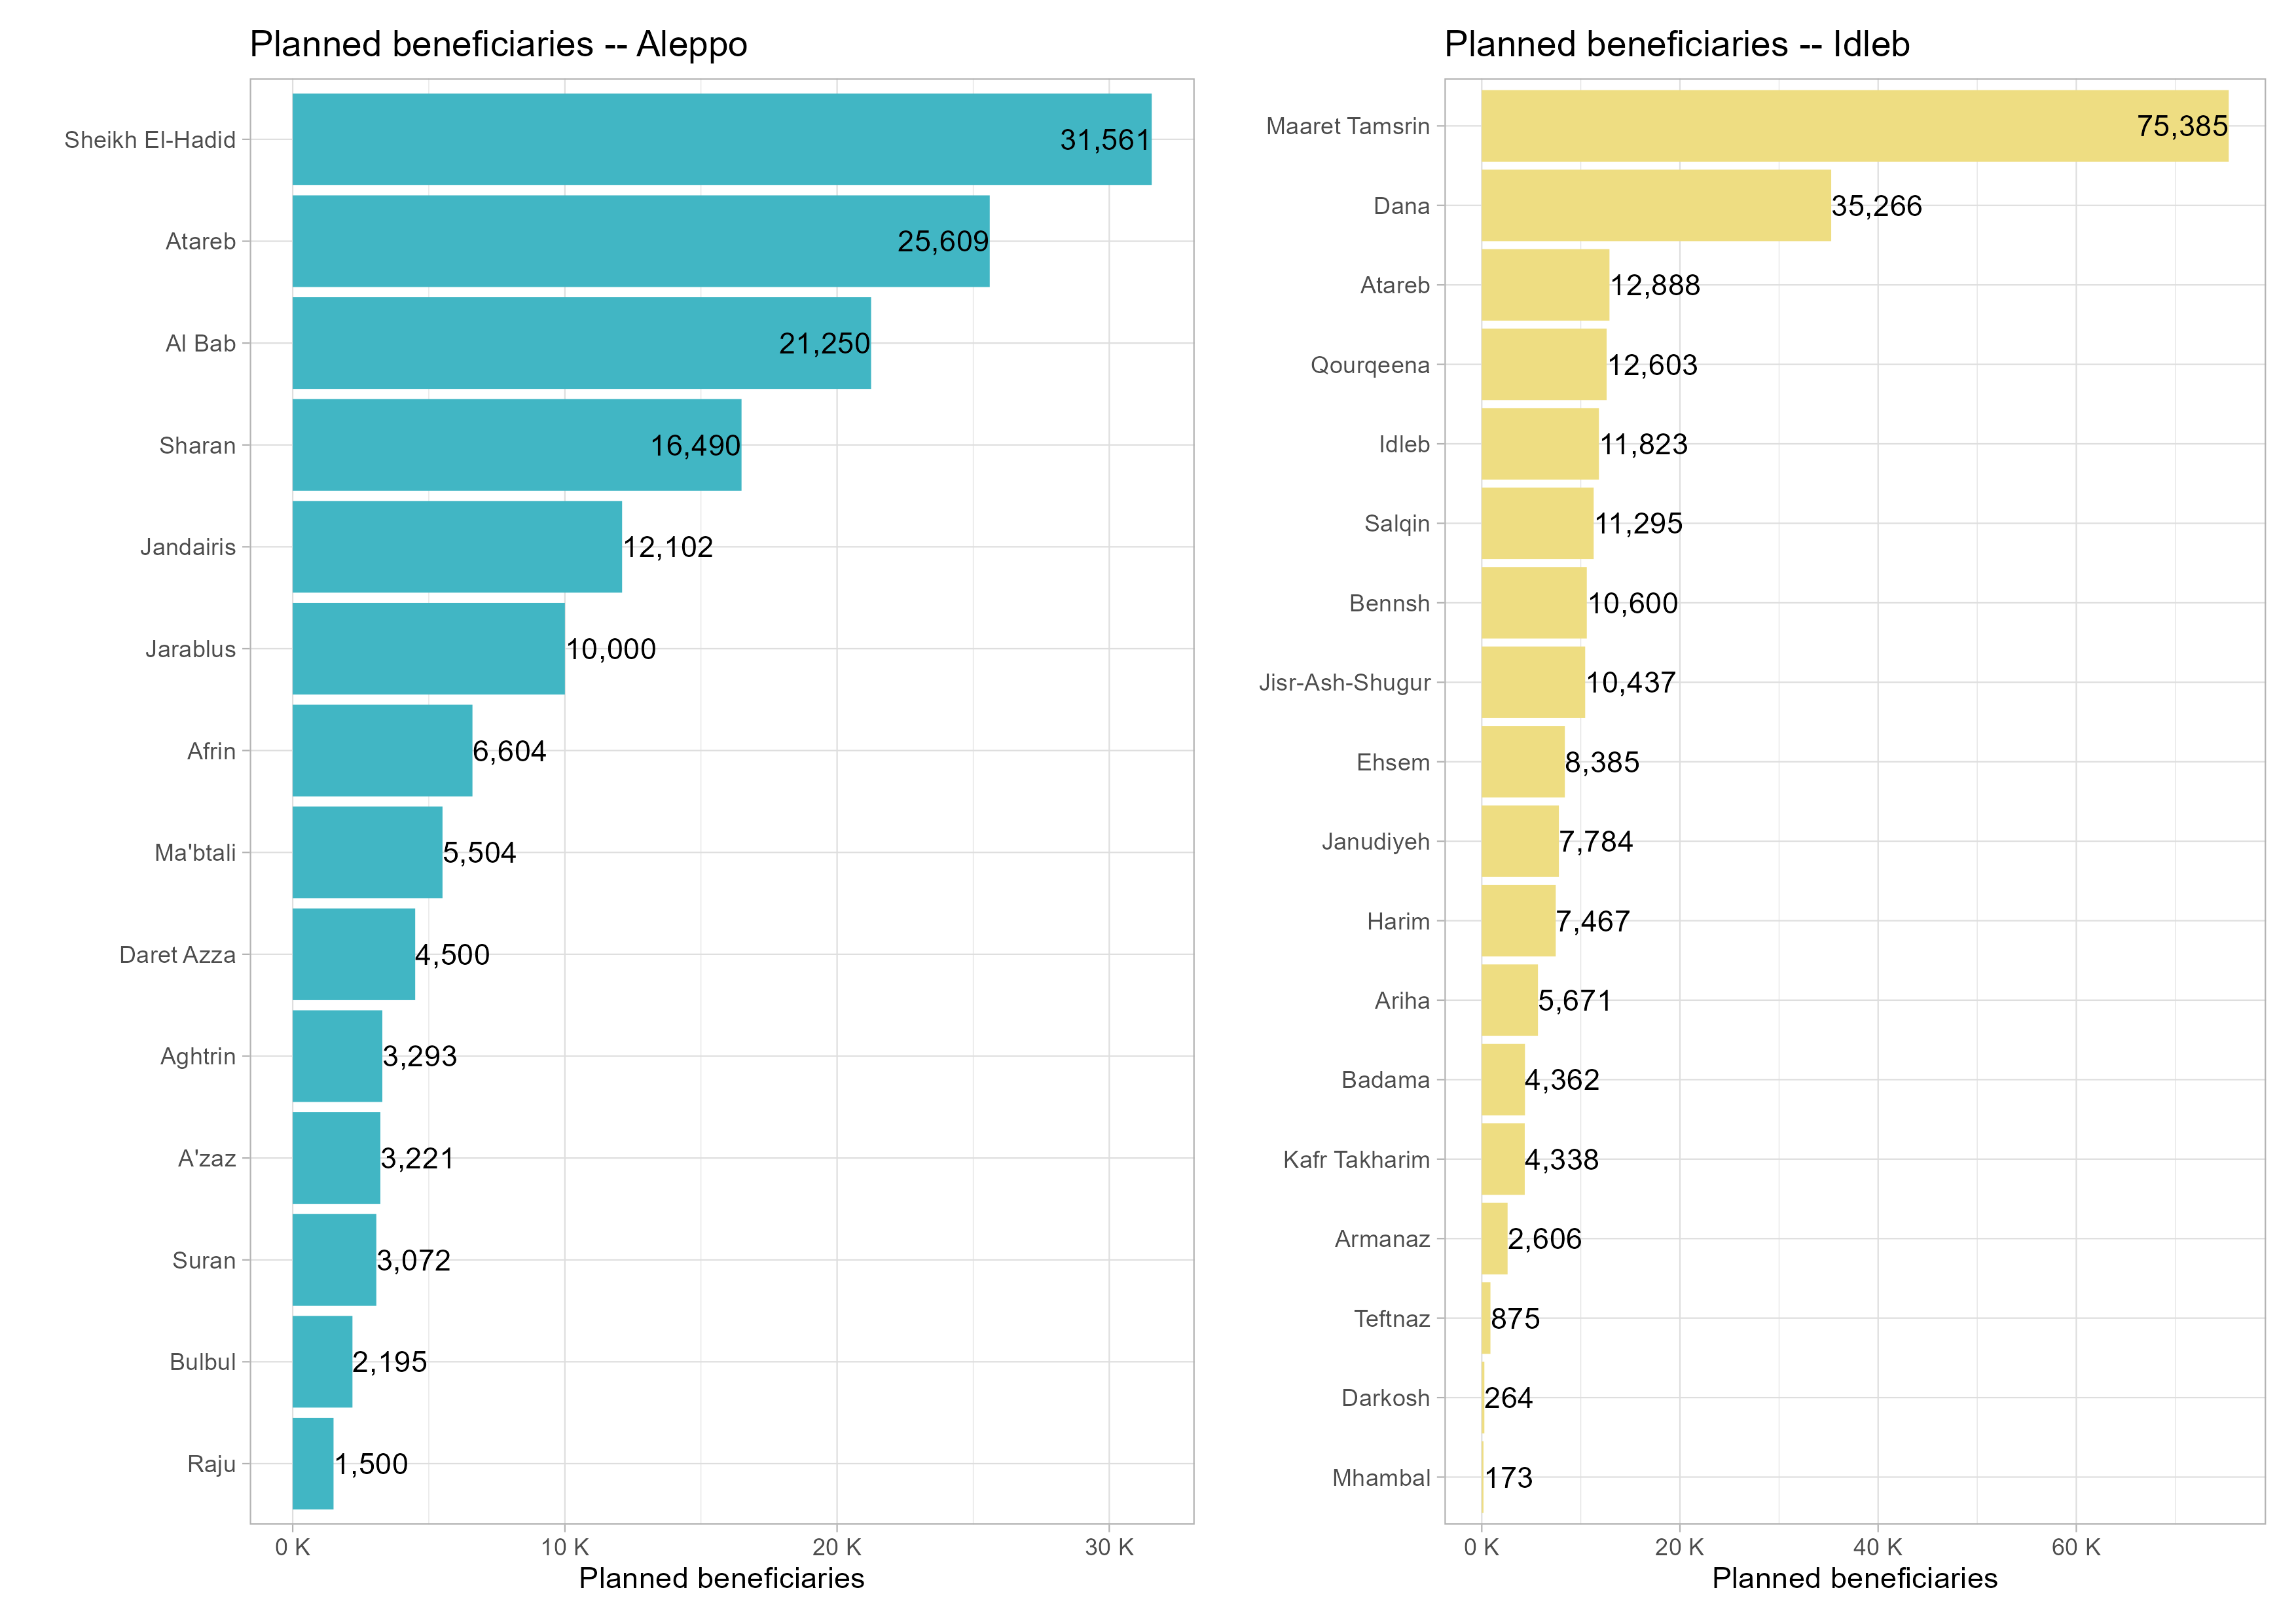 Planned beneficiaries -- Aleppo
Sheikh El-Hadid 31,561
Atareb 25,609
Al Bab 21,250
Sharan 16,490
Jandairis 12,102
Jarablus 10,000
Afrin 6,604
Ma'btali 5,504
Daret Azza 4,500
Aghtrin 3,293
A'zaz 3,221
Suran 3,072
Bulbul 2,195
Raju 1,500
0 K 10 K 20 K 30 K
Planned beneficiaries
Planned beneficiaries -- Idleb
Maaret Tamsrin 75,385
Dana 35,266
Atareb 12,888
Qourqeena 12,603
Idleb 11,823
Salqin 11,295
Bennsh 10,600
Jisr-Ash-Shugur 10,437
Ehsem 8,385
Janudiyeh 7,784
Harim 7,467
Ariha 5,671
Badama 4,362
Kafr Takharim 4,338
Armanaz 2,606
Teftnaz 875
Darkosh 264
Mhambal 173
0 K 20 K 40 K 60 K
Planned beneficiaries